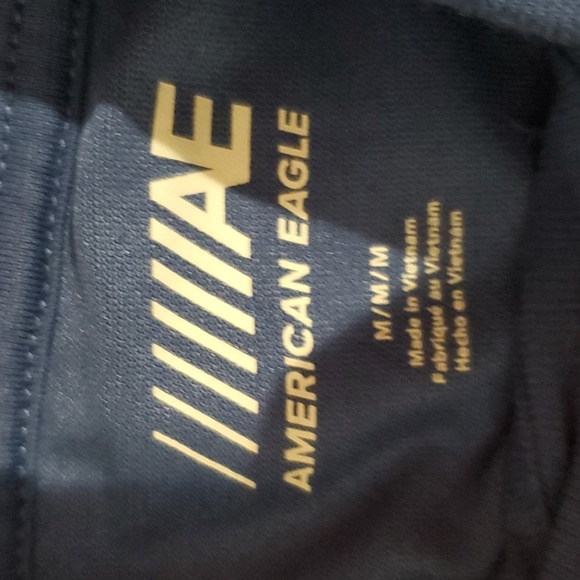 AE
AMERICAN EAGLE
M/M/M
Made in Vietnam
Fabriqué au Vietnam
Hecho en Vietnam